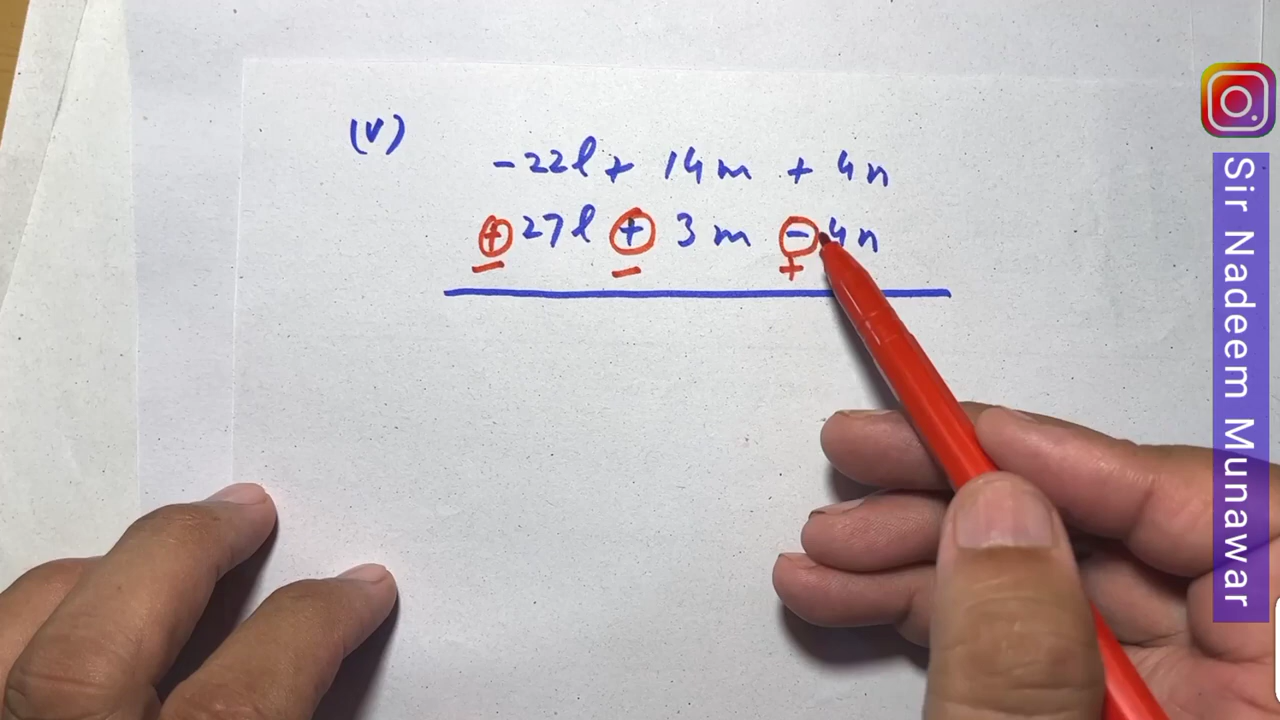 (v)
-22l + 14m + 4n
+27l + 3m - 4n
- - +
Sir Nadeem Munawar